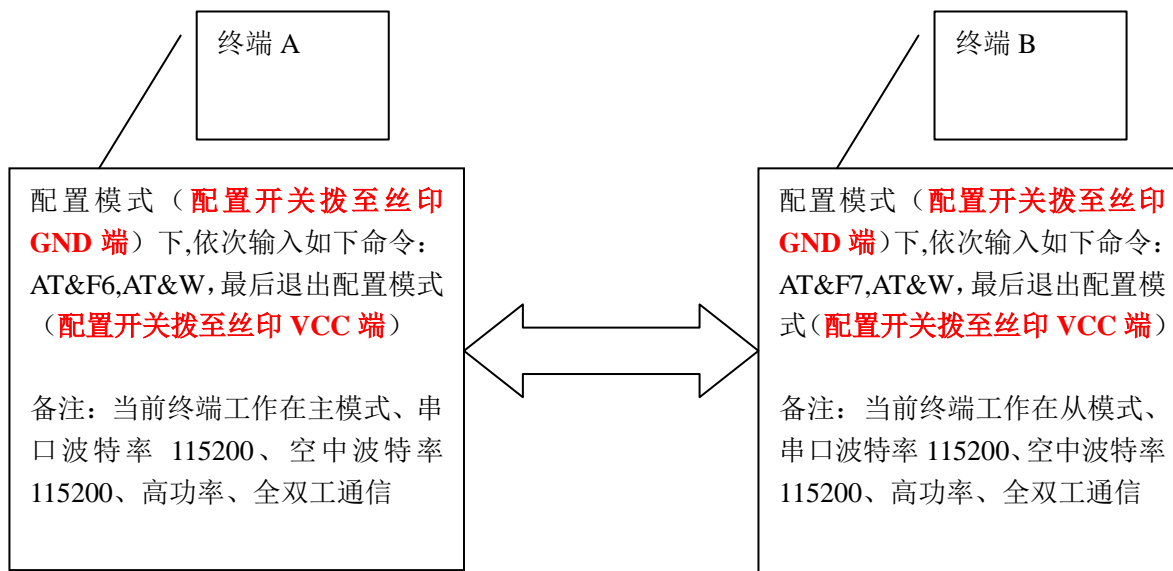 终端 A
配置模式（配置开关拨至丝印
GND 端）下,依次输入如下命令：
AT&F6,AT&W，最后退出配置模式
（配置开关拨至丝印 VCC 端）
备注：当前终端工作在主模式、串
口波特率 115200、空中波特率
115200、高功率、全双工通信
终端 B
配置模式（配置开关拨至丝印
GND 端）下,依次输入如下命令：
AT&F7,AT&W，最后退出配置模
式（配置开关拨至丝印 VCC 端）
备注：当前终端工作在从模式、
串口波特率 115200、空中波特率
115200、高功率、全双工通信